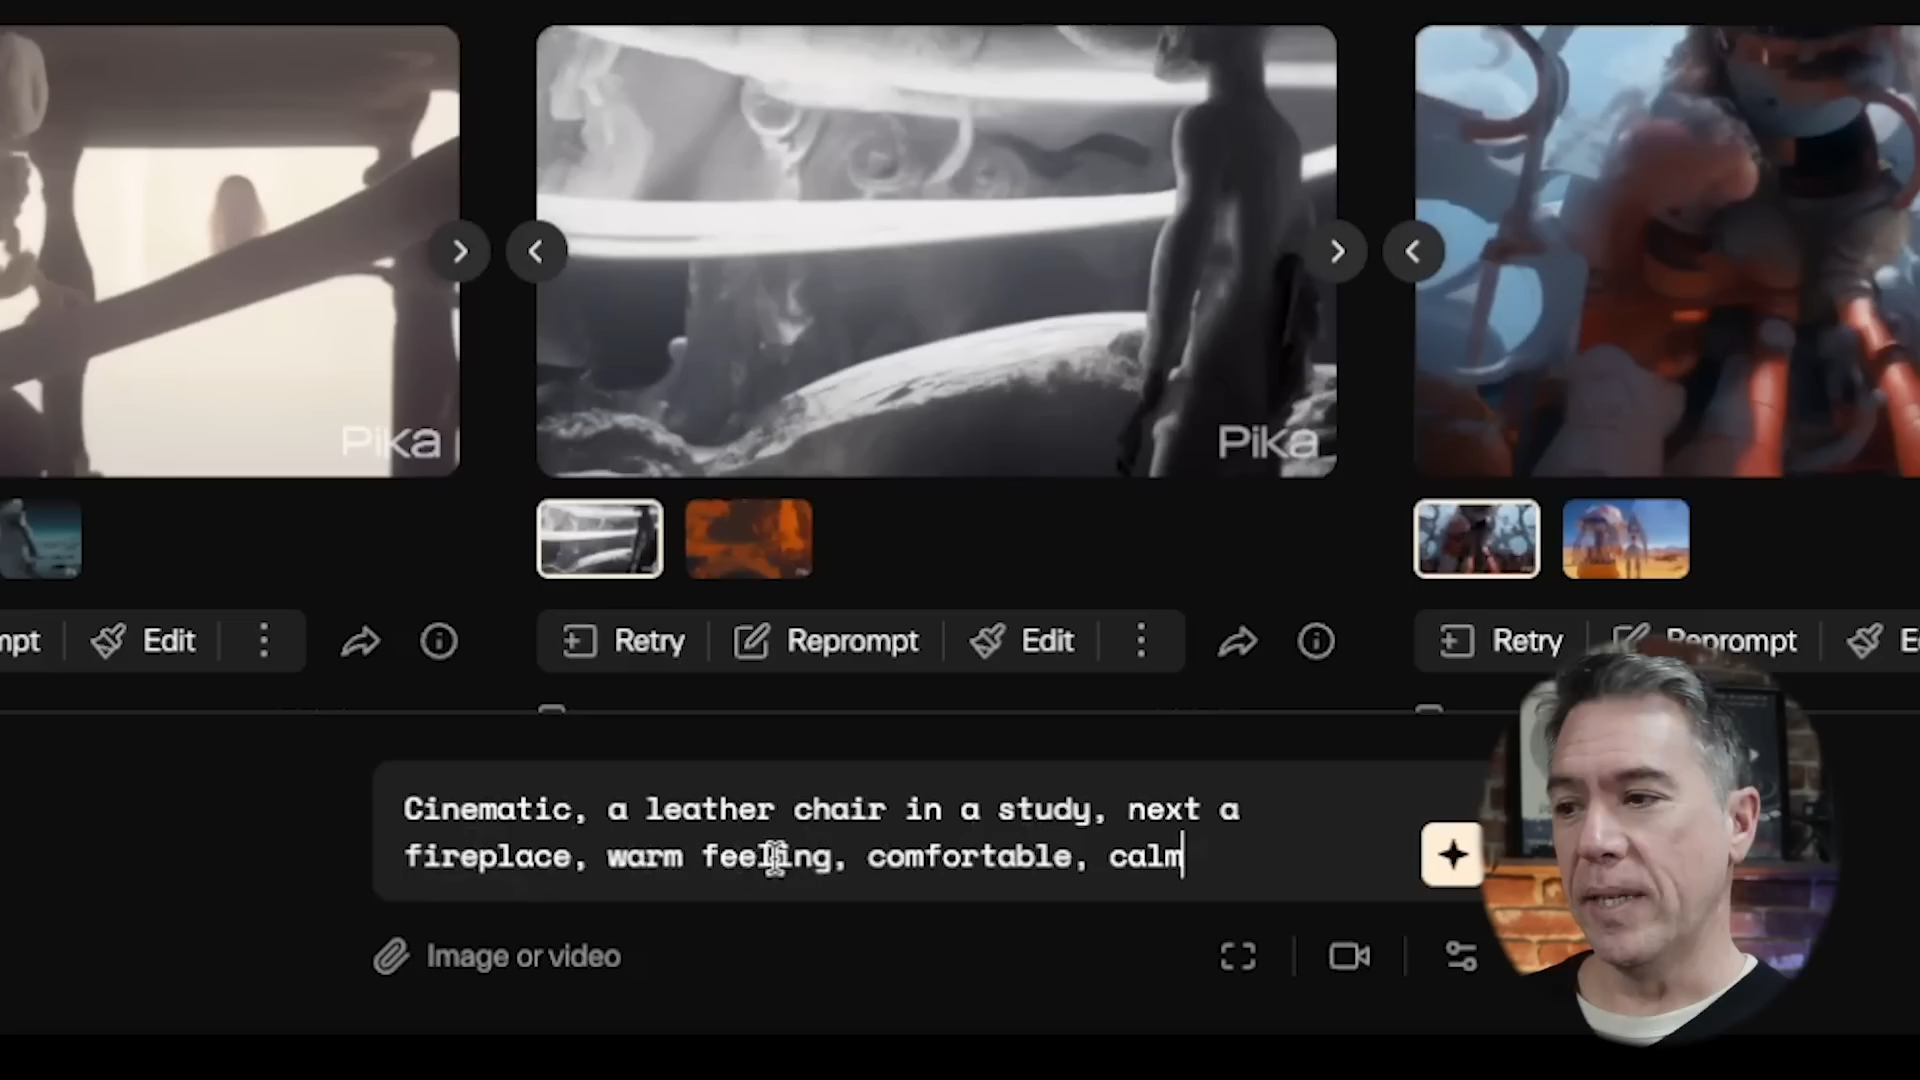 Pika
Pika
mpt
Edit
Retry
Reprompt
Edit
Retry
Reprompt
Cinematic, a leather chair in a study, next a
fireplace, warm feeling, comfortable, calm
Image or video